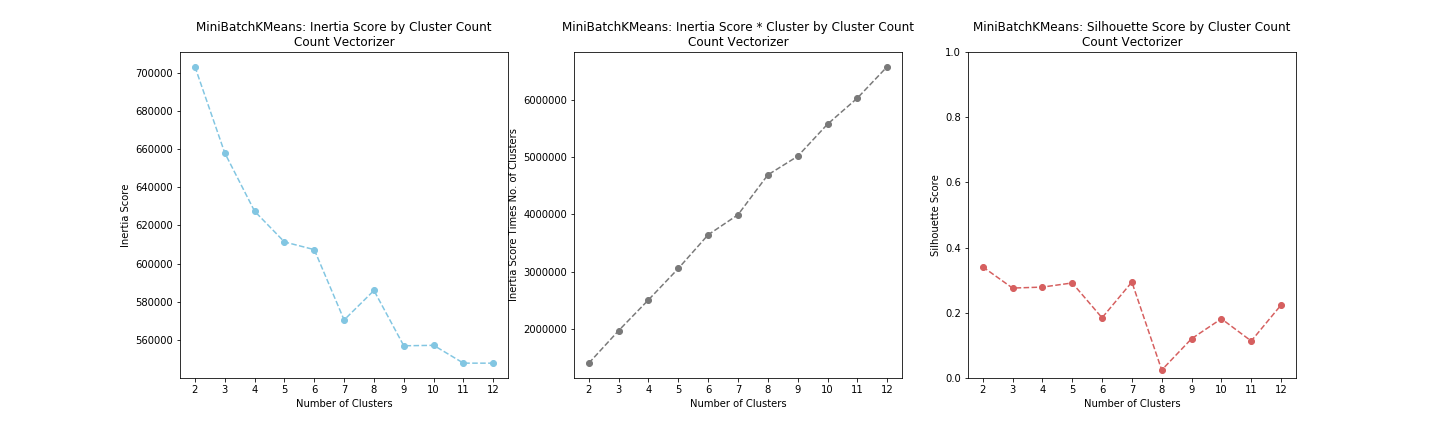 MiniBatchKMeans: Inertia Score by Cluster Count
Count Vectorizer
700000
680000
660000
640000
620000
600000
580000
560000
Inertia Score
2 3 4 5 6 7 8 9 10 11 12
Number of Clusters
MiniBatchKMeans: Inertia Score * Cluster by Cluster Count
Count Vectorizer
6000000
5000000
4000000
3000000
2000000
Inertia Score Times No. of Clusters
2 3 4 5 6 7 8 9 10 11 12
Number of Clusters
MiniBatchKMeans: Silhouette Score by Cluster Count
Count Vectorizer
1.0
0.8
0.6
0.4
0.2
0.0
Silhouette Score
2 3 4 5 6 7 8 9 10 11 12
Number of Clusters